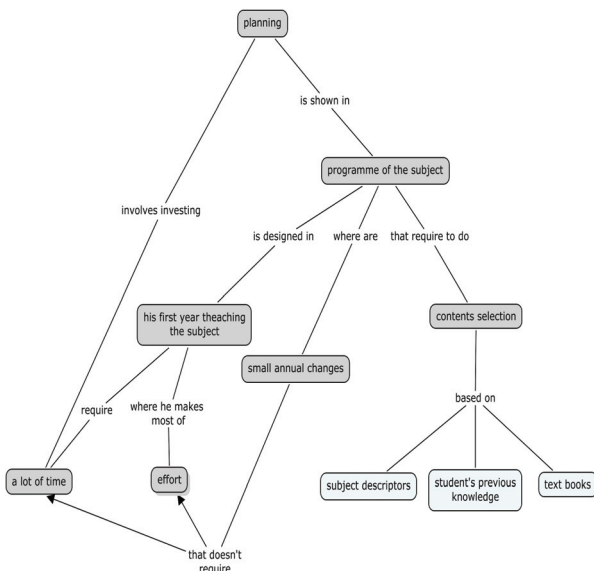 planning
is shown in
programme of the subject
involves investing
is designed in
where are
that require to do
his first year theaching
the subject
contents selection
small annual changes
based on
require
where he makes
most of
a lot of time
effort
subject descriptors
student's previous
knowledge
text books
that doesn't
require